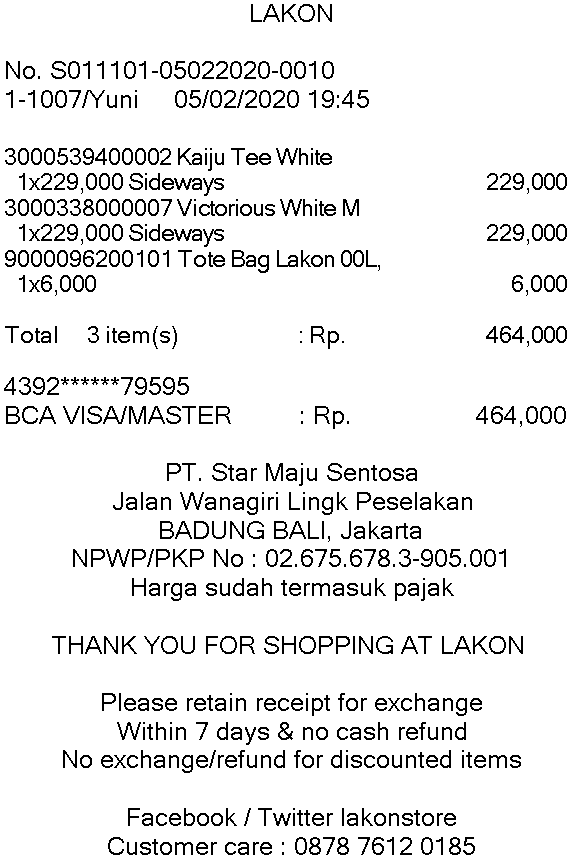 LAKON
No. S011101-05022020-0010
1-1007/Yuni 05/02/2020 19:45
3000539400002 Kaiju Tee White
1x229,000 Sideways 229,000
3000338000007 Victorious White M
1x229,000 Sideways 229,000
9000096200101 Tote Bag Lakon 00L,
1x6,000 6,000
Total 3 item(s) : Rp. 464,000
4392******79595
BCA VISA/MASTER : Rp. 464,000
PT. Star Maju Sentosa
Jalan Wanagiri Lingk Peselakan
BADUNG BALI, Jakarta
NPWP/PKP No : 02.675.678.3-905.001
Harga sudah termasuk pajak
THANK YOU FOR SHOPPING AT LAKON
Please retain receipt for exchange
Within 7 days & no cash refund
No exchange/refund for discounted items
Facebook / Twitter lakonstore
Customer care : 0878 7612 0185